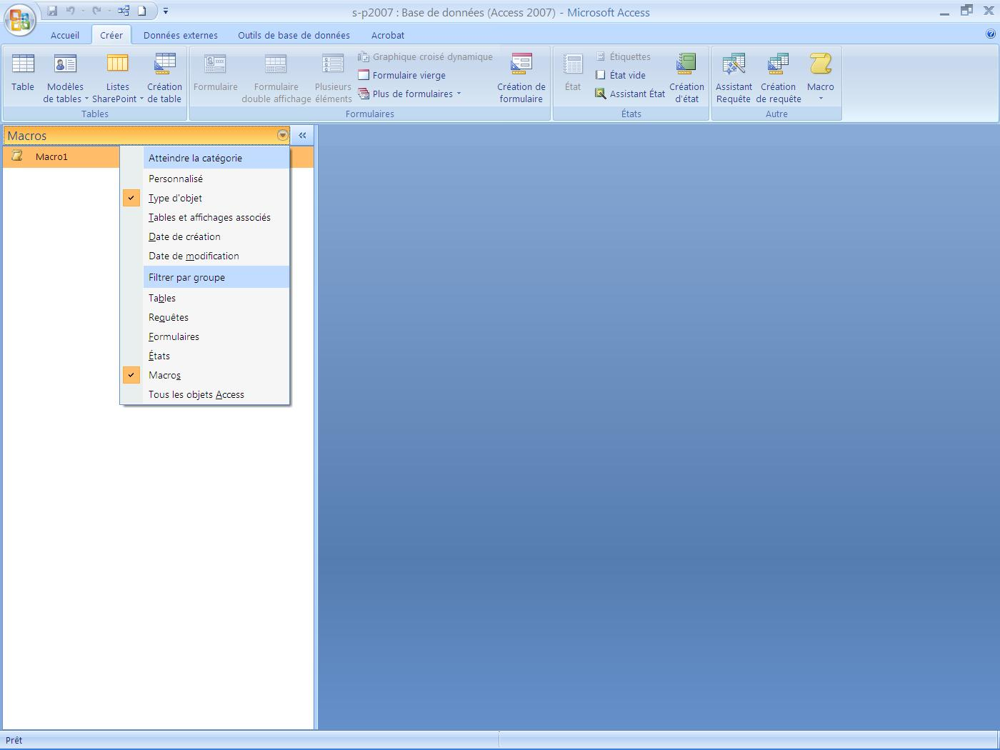 s-p2007 : Base de données (Access 2007) - Microsoft Access
Accueil Créer Données externes Outils de base de données Acrobat
Table
Modèles de tables
Listes SharePoint
Création de table
Tables
Formulaire
Formulaire double affichage
Plusieurs éléments
Graphique croisé dynamique
Formulaire vierge
Plus de formulaires
Création de formulaire
Formulaires
État
Étiquettes
État vide
Assistant État
Création d'état
États
Assistant Requête
Création de requête
Macro
Autre
Macros
Macro1
Atteindre la catégorie
Personnalisé
Type d'objet
Tables et affichages associés
Date de création
Date de modification
Filtrer par groupe
Tables
Requêtes
Formulaires
États
Macros
Tous les objets Access
Prêt